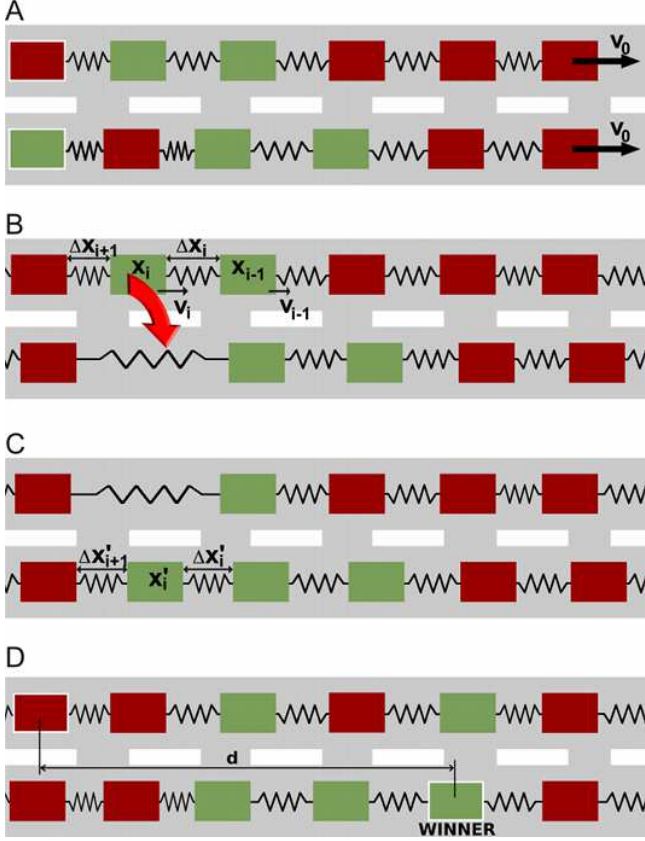 A
V₀
V₀
B
ΔXᵢ₊₁ ΔXᵢ
Xᵢ Xᵢ₋₁
Vᵢ Vᵢ₋₁
C
ΔX'ᵢ₊₁ ΔX'ᵢ
X'ᵢ
D
d
WINNER